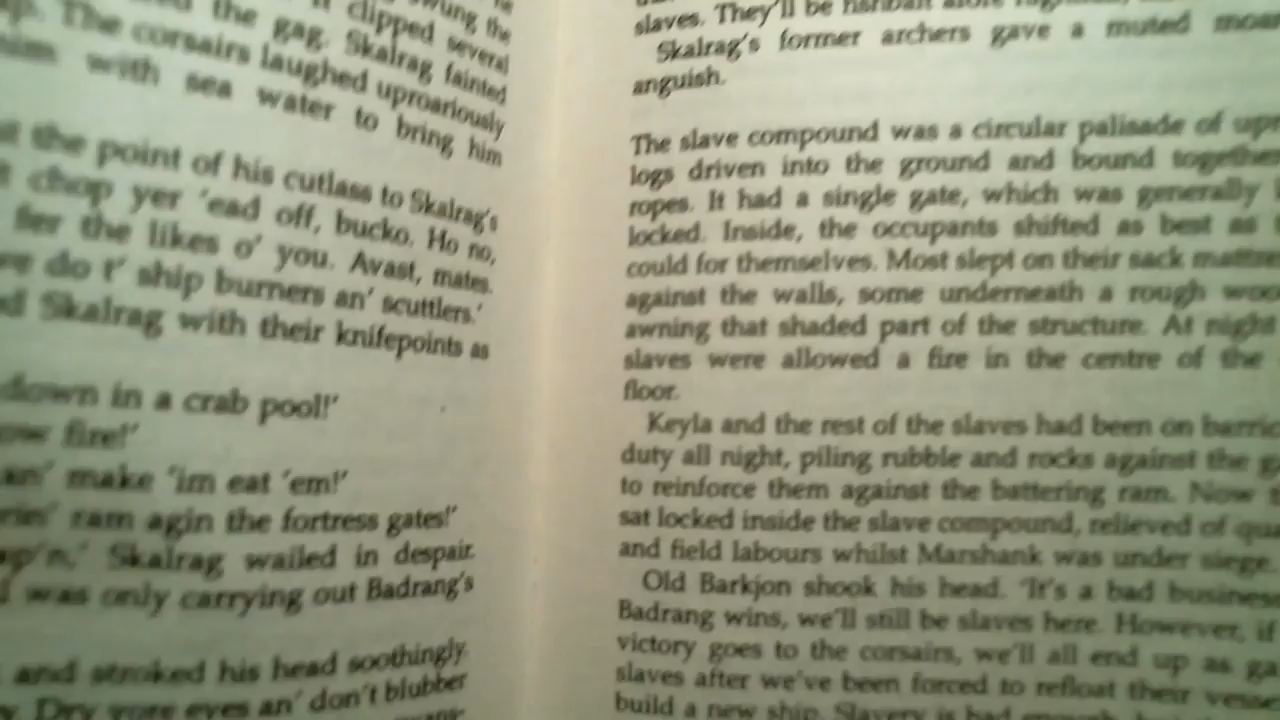 swung the
clipped several
the gag. Skalrag fainted
The corsairs laughed uproariously
with sea water to bring him
the point of his cutlass to Skalrag's
chop yer 'ead off, bucko. Ho no,
fer the likes o' you. Avast, mates.
do t' ship burners an' scuttlers.'
Skalrag with their knifepoints as
down in a crab pool!'
fire!'
an' make 'im eat 'em!'
ram agin the fortress gates!'
Skalrag wailed in despair.
was only carrying out Badrang's
and stroked his head soothingly.
Dry yore eyes an' don't blubber
slaves. They'll be
Skalrag's former archers gave a muted
anguish.
The slave compound was a circular palisade of
logs driven into the ground and bound together
ropes. It had a single gate, which was generally
locked. Inside, the occupants shifted as best as
could for themselves. Most slept on their sack
against the walls, some underneath a rough
awning that shaded part of the structure. At night
slaves were allowed a fire in the centre of the
floor.
Keyla and the rest of the slaves had been on
duty all night, piling rubble and rocks against the
to reinforce them against the battering ram. Now
sat locked inside the slave compound, relieved of
and field labours whilst Marshank was under siege.
Old Barkjon shook his head. 'It's a bad business
Badrang wins, we'll still be slaves here. However, if
victory goes to the corsairs, we'll all end up as
slaves after we've been forced to refloat their
build a new ship. Slavery is bad